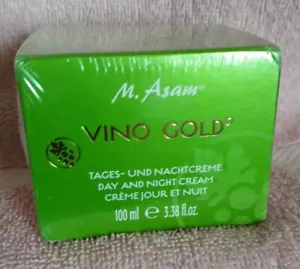 M. Asam®
VINO GOLD®
TAGES- UND NACHTCREME
DAY AND NIGHT CREAM
CRÈME JOUR ET NUIT
100 ml ℮ 3.38 fl.oz.